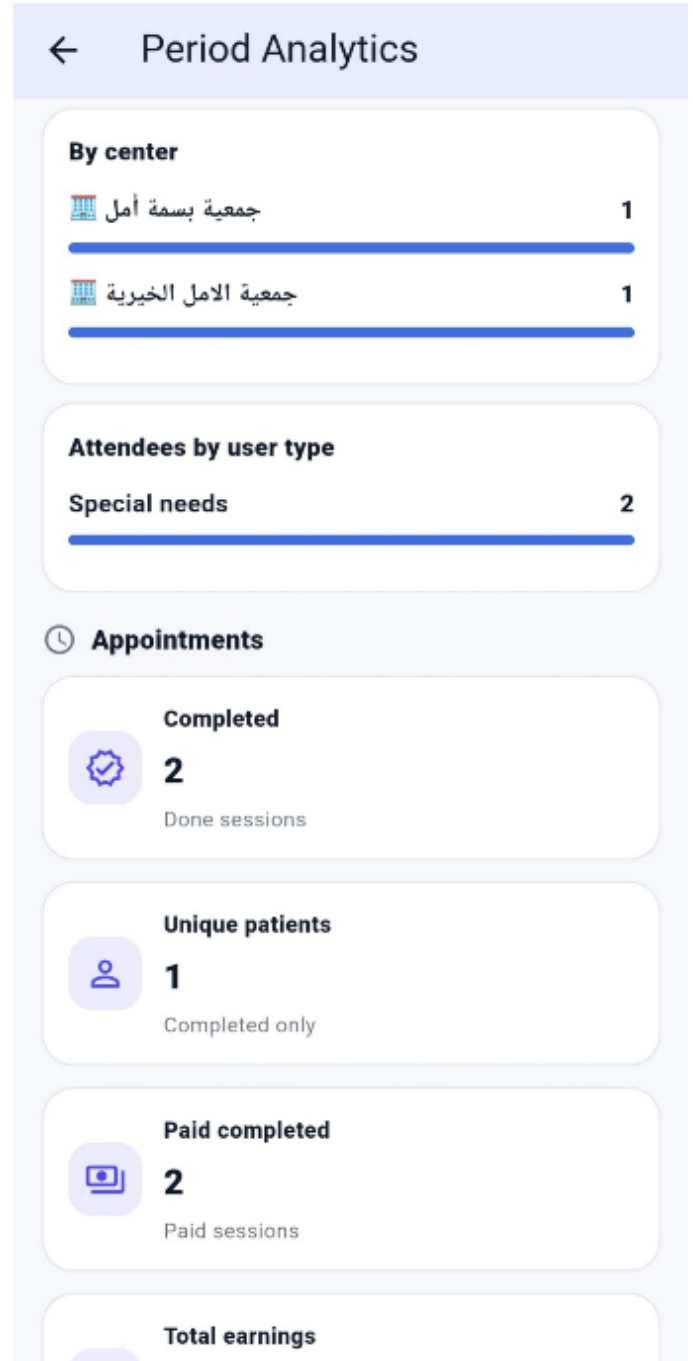 Period Analytics
By center
جمعية بسمة أمل 1
جمعية الامل الخيرية 1
Attendees by user type
Special needs 2
Appointments
Completed
2
Done sessions
Unique patients
1
Completed only
Paid completed
2
Paid sessions
Total earnings